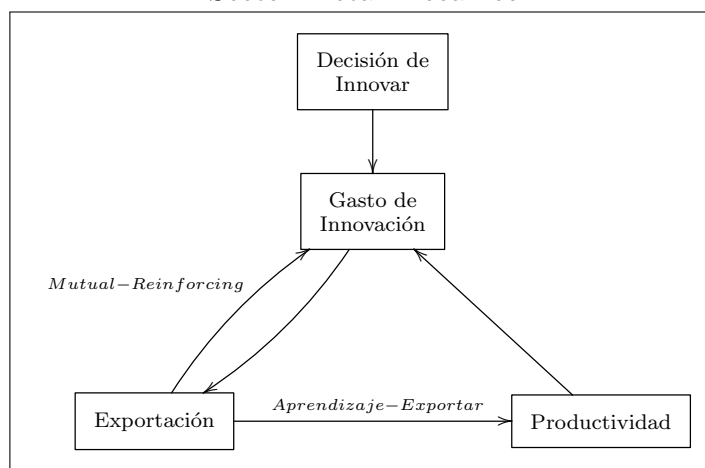 Decisión de
Innovar
Gasto de
Innovación
Mutual−Reinforcing
Exportación
Aprendizaje−Exportar
Productividad